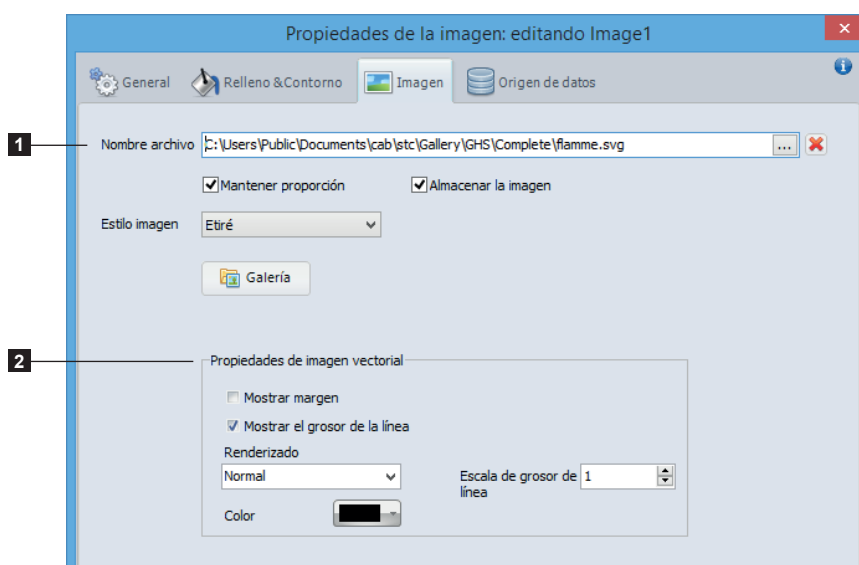 Propiedades de la imagen: editando Image1
General
Relleno &Contorno
Imagen
Origen de datos
1
Nombre archivo
C:\Users\Public\Documents\cab\stc\Gallery\GHS\Complete\flamme.svg
...
Mantener proporción
Almacenar la imagen
Estilo imagen
Etiré
Galería
2
Propiedades de imagen vectorial
Mostrar margen
Mostrar el grosor de la línea
Renderizado
Normal
Escala de grosor de
línea
1
Color